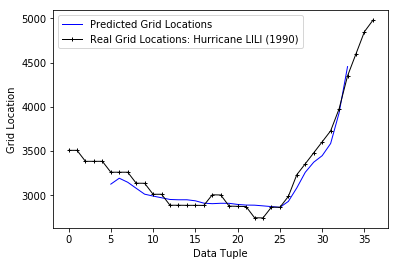 Predicted Grid Locations
Real Grid Locations: Hurricane LILI (1990)
5000
4500
4000
3500
3000
Grid Location
0 5 10 15 20 25 30 35
Data Tuple